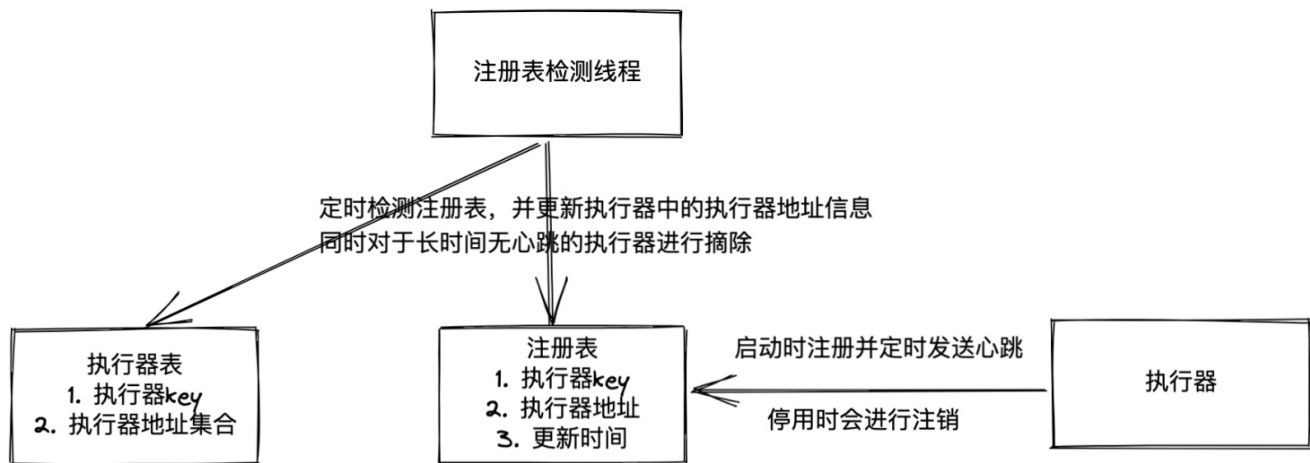 注册表检测线程
定时检测注册表，并更新执行器中的执行器地址信息
同时对于长时间无心跳的执行器进行摘除
执行器表
1. 执行器key
2. 执行器地址集合
注册表
1. 执行器key
2. 执行器地址
3. 更新时间
启动时注册并定时发送心跳
停用时会进行注销
执行器